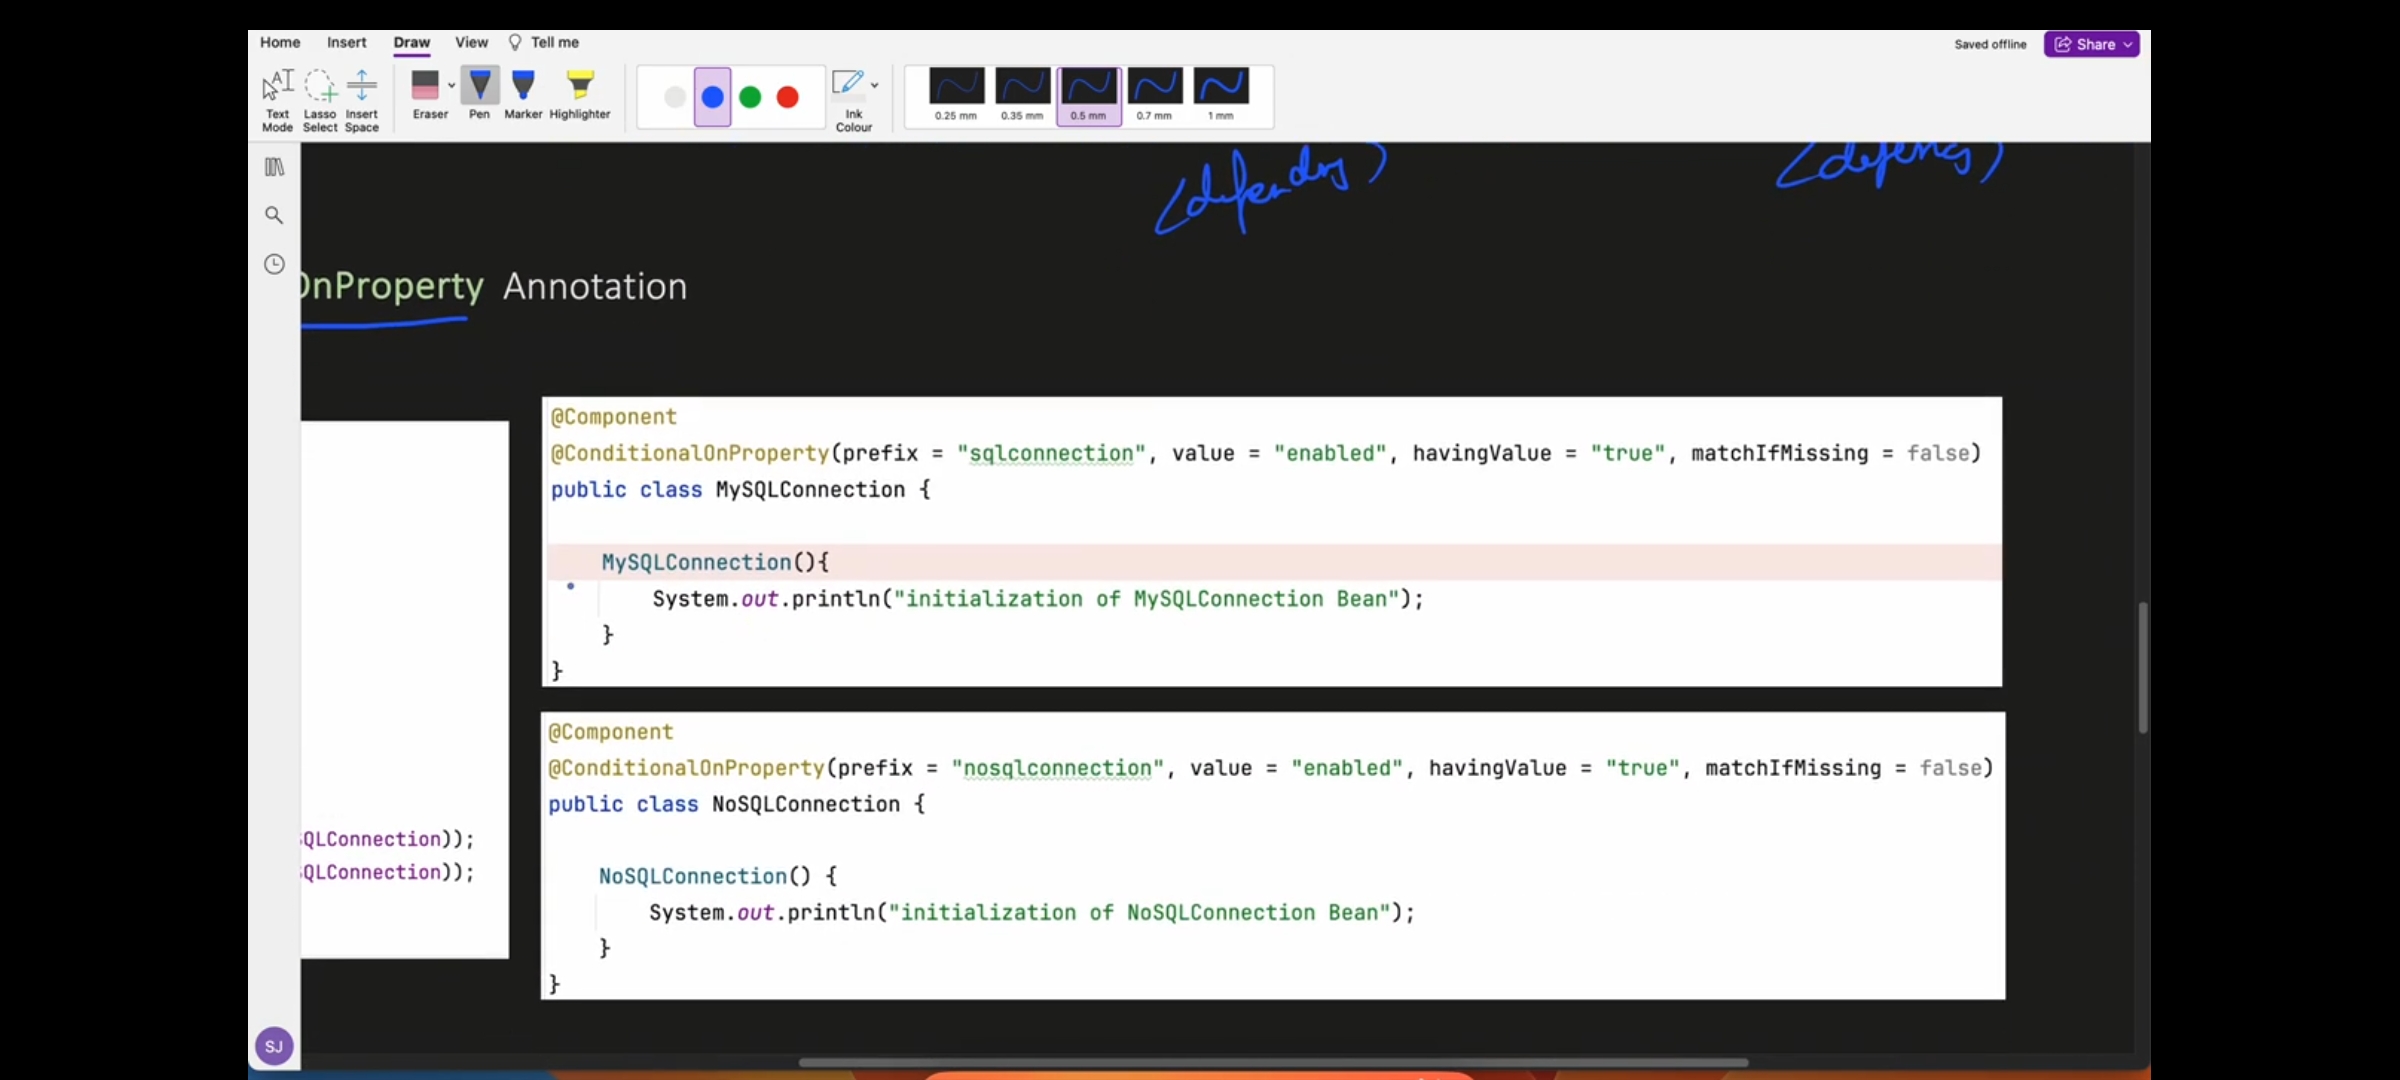 Home Insert Draw View Tell me
Saved offline Share
Text Mode Lasso Select Insert Space Eraser Pen Marker Highlighter Ink Colour 0.25 mm 0.35 mm 0.5 mm 0.7 mm 1 mm
OnProperty Annotation
@Component
@ConditionalOnProperty(prefix = "sqlconnection", value = "enabled", havingValue = "true", matchIfMissing = false)
public class MySQLConnection {
MySQLConnection(){
System.out.println("initialization of MySQLConnection Bean");
}
}
@Component
@ConditionalOnProperty(prefix = "nosqlconnection", value = "enabled", havingValue = "true", matchIfMissing = false)
public class NoSQLConnection {
NoSQLConnection() {
System.out.println("initialization of NoSQLConnection Bean");
}
}
QLConnection));
QLConnection));
SJ